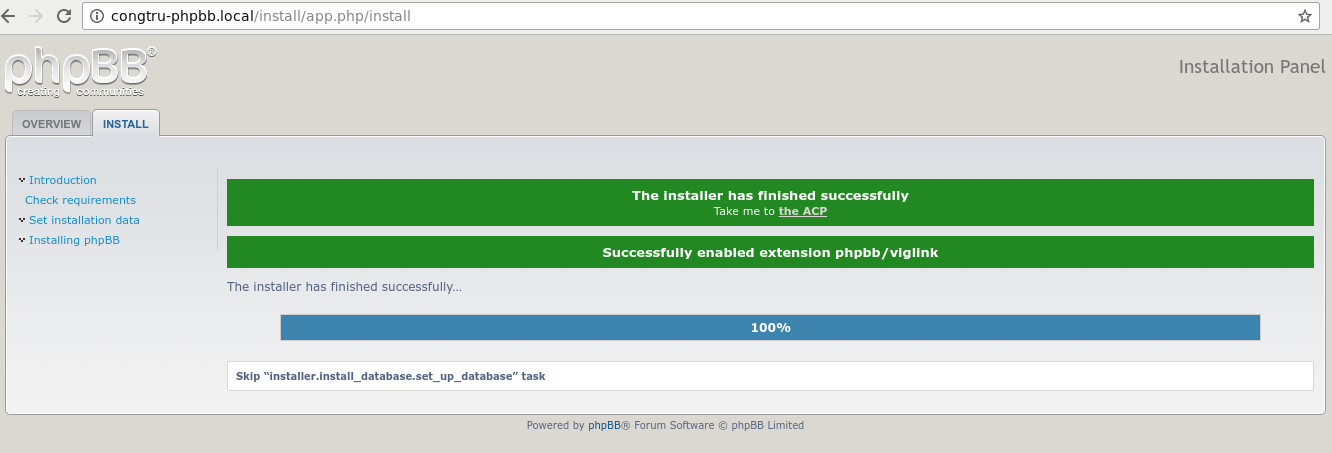 congtru-phpbb.local/install/app.php/install
phpBB®
creating communities
Installation Panel
OVERVIEW
INSTALL
Introduction
Check requirements
Set installation data
Installing phpBB
The installer has finished successfully
Take me to the ACP
Successfully enabled extension phpbb/viglink
The installer has finished successfully…
100%
Skip “installer.install_database.set_up_database” task
Powered by phpBB® Forum Software © phpBB Limited